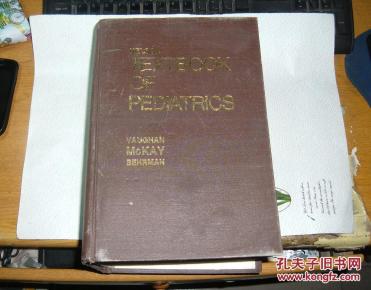 TEXTBOOK
OF
PEDIATRICS
VAUGHAN
McKAY
BEHRMAN
孔夫子旧书网
www.kongfz.com